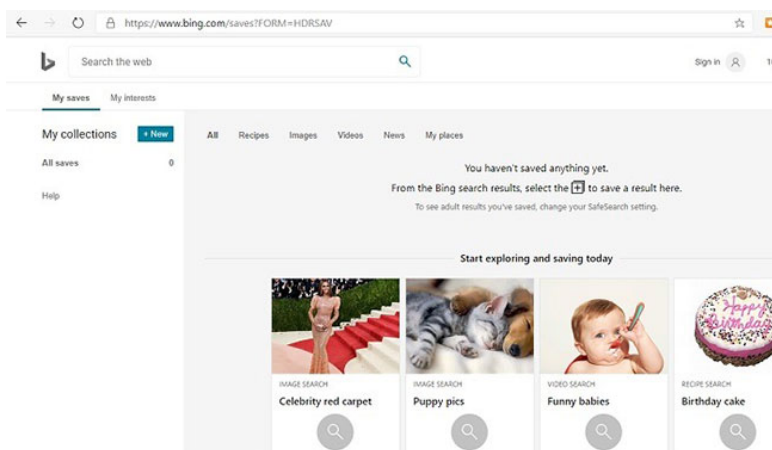 https://www.bing.com/saves?FORM=HDRSAV
Search the web
Sign in
My saves My interests
My collections + New
All saves 0
Help
All Recipes Images Videos News My places
You haven't saved anything yet.
From the Bing search results, select the to save a result here.
To see adult results you've saved, change your SafeSearch setting.
Start exploring and saving today
Happy
Birthday
IMAGE SEARCH
Celebrity red carpet
IMAGE SEARCH
Puppy pics
VIDEO SEARCH
Funny babies
RECIPE SEARCH
Birthday cake